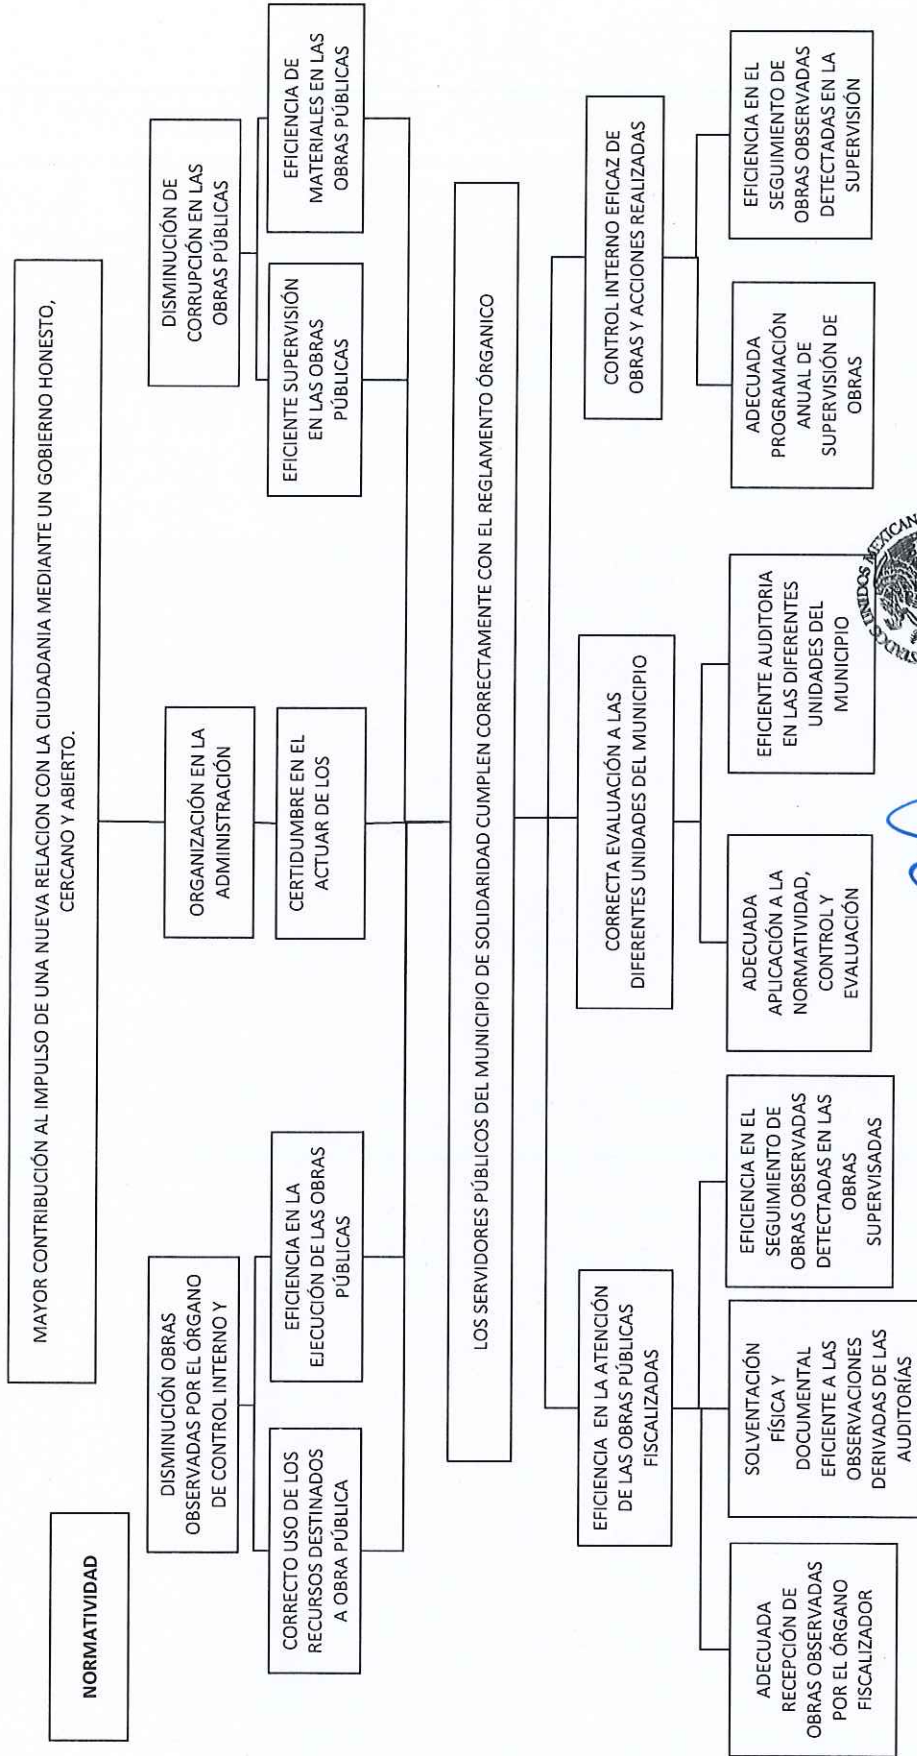 NORMATIVIDAD
MAYOR CONTRIBUCIÓN AL IMPULSO DE UNA NUEVA RELACION CON LA CIUDADANIA MEDIANTE UN GOBIERNO HONESTO,
CERCANO Y ABIERTO.
DISMINUCIÓN OBRAS
OBSERVADAS POR EL ÓRGANO
DE CONTROL INTERNO Y
ORGANIZACIÓN EN LA
ADMINISTRACIÓN
DISMINUCIÓN DE
CORRUPCIÓN EN LAS
OBRAS PÚBLICAS
CORRECTO USO DE LOS
RECURSOS DESTINADOS
A OBRA PÚBLICA
EFICIENCIA EN LA
EJECUCIÓN DE LAS OBRAS
PÚBLICAS
CERTIDUMBRE EN EL
ACTUAR DE LOS
EFICIENTE SUPERVISIÓN
EN LAS OBRAS
PÚBLICAS
EFICIENCIA DE
MATERIALES EN LAS
OBRAS PÚBLICAS
LOS SERVIDORES PÚBLICOS DEL MUNICIPIO DE SOLIDARIDAD CUMPLEN CORRECTAMENTE CON EL REGLAMENTO ÓRGANICO
EFICIENCIA EN LA ATENCIÓN
DE LAS OBRAS PÚBLICAS
FISCALIZADAS
CORRECTA EVALUACIÓN A LAS
DIFERENTES UNIDADES DEL MUNICIPIO
CONTROL INTERNO EFICAZ DE
OBRAS Y ACCIONES REALIZADAS
ADECUADA
RECEPCIÓN DE
OBRAS OBSERVADAS
POR EL ÓRGANO
FISCALIZADOR
SOLVENTACIÓN
FÍSICA Y
DOCUMENTAL
EFICIENTE A LAS
OBSERVACIONES
DERIVADAS DE LAS
AUDITORÍAS
EFICIENCIA EN EL
SEGUIMIENTO DE
OBRAS OBSERVADAS
DETECTADAS EN LAS
OBRAS
SUPERVISADAS
ADECUADA
APLICACIÓN A LA
NORMATIVIDAD,
CONTROL Y
EVALUACIÓN
EFICIENTE AUDITORIA
EN LAS DIFERENTES
UNIDADES DEL
MUNICIPIO
ADECUADA
PROGRAMACIÓN
ANUAL DE
SUPERVISIÓN DE
OBRAS
EFICIENCIA EN EL
SEGUIMIENTO DE
OBRAS OBSERVADAS
DETECTADAS EN LA
SUPERVISIÓN
UNIDOS